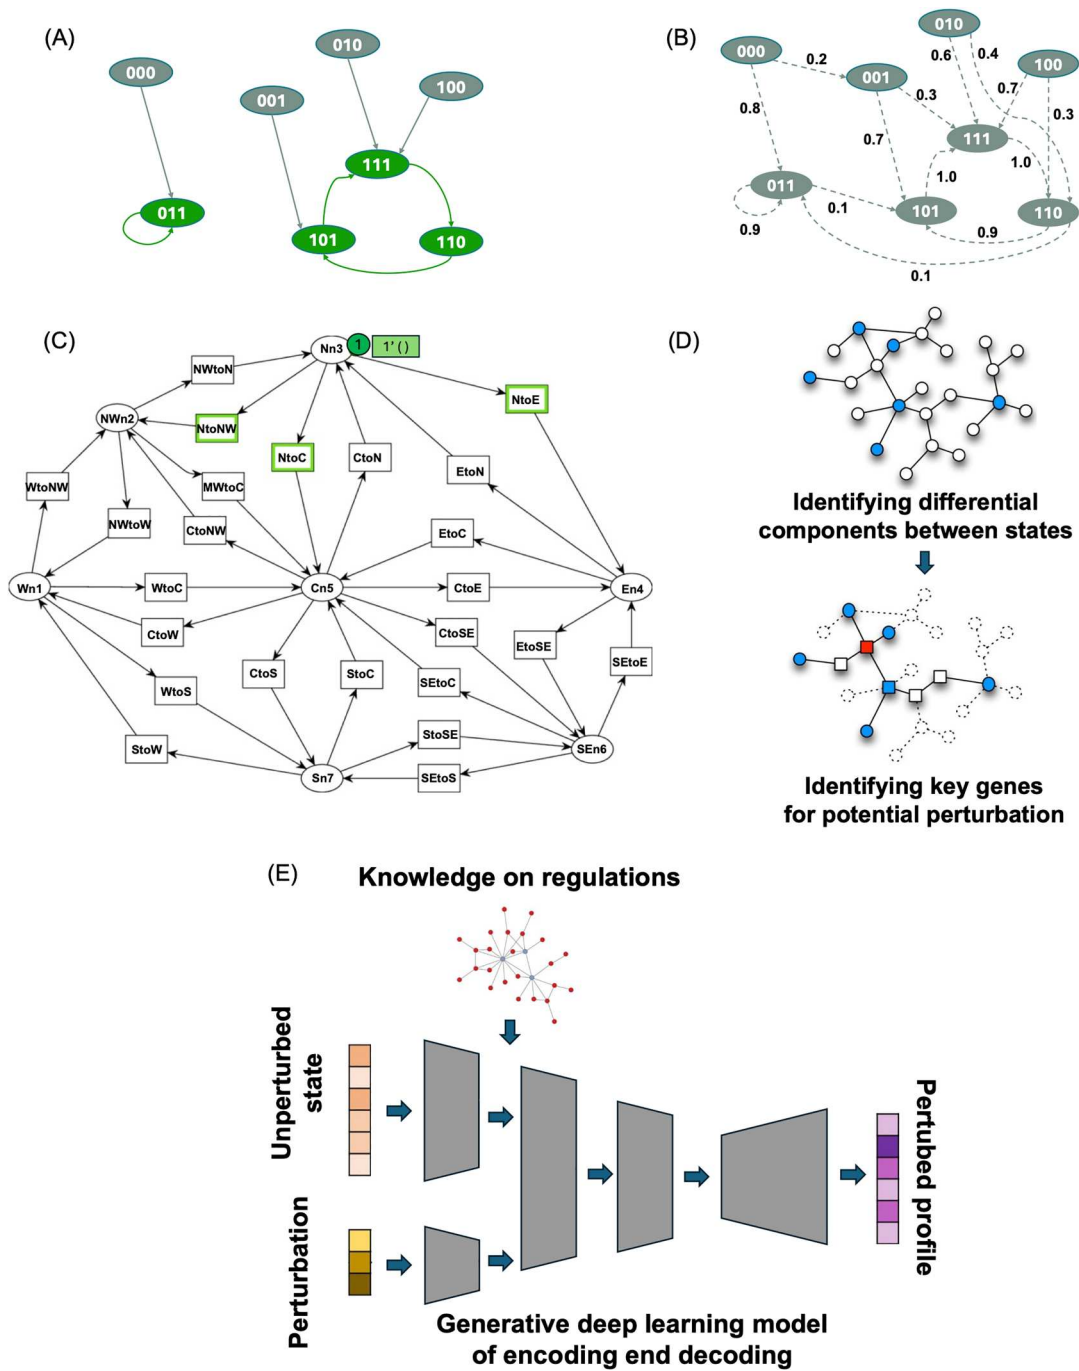 (A)
000
010
001
100
111
011
101
110
(B)
000
0.2
001
010
0.6
0.4
100
0.7
0.3
0.3
0.8
0.7
111
1.0
1.0
011
0.1
101
110
0.9
0.9
0.1
(C)
Nn3
1
1`()
NWtoN
NtoE
NWn2
NtoNW
NtoC
CtoN
EtoN
WtoNW
MWtoC
NWtoW
CtoNW
EtoC
Wn1
WtoC
Cn5
CtoE
En4
CtoW
CtoSE
EtoSE
SEtoE
WtoS
CtoS
StoC
SEtoC
StoW
StoSE
SEn6
Sn7
SEtoS
(D)
Identifying differential
components between states
Identifying key genes
for potential perturbation
(E)
Knowledge on regulations
Unperturbed
state
Perturbation
Pertubed profile
Generative deep learning model
of encoding end decoding